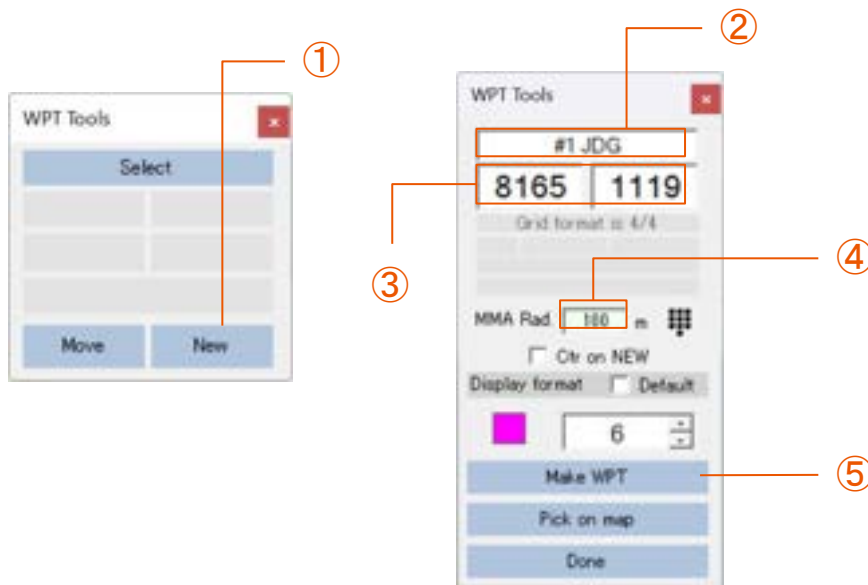 ①
WPT Tools
×
Select
Move
New
②
WPT Tools
×
#1 JDG
③
8165
1119
Grid format is 4/4
④
MMA Rad.
160
m
Ctr on NEW
Display format
Default
6
Make WPT
⑤
Pick on map
Done